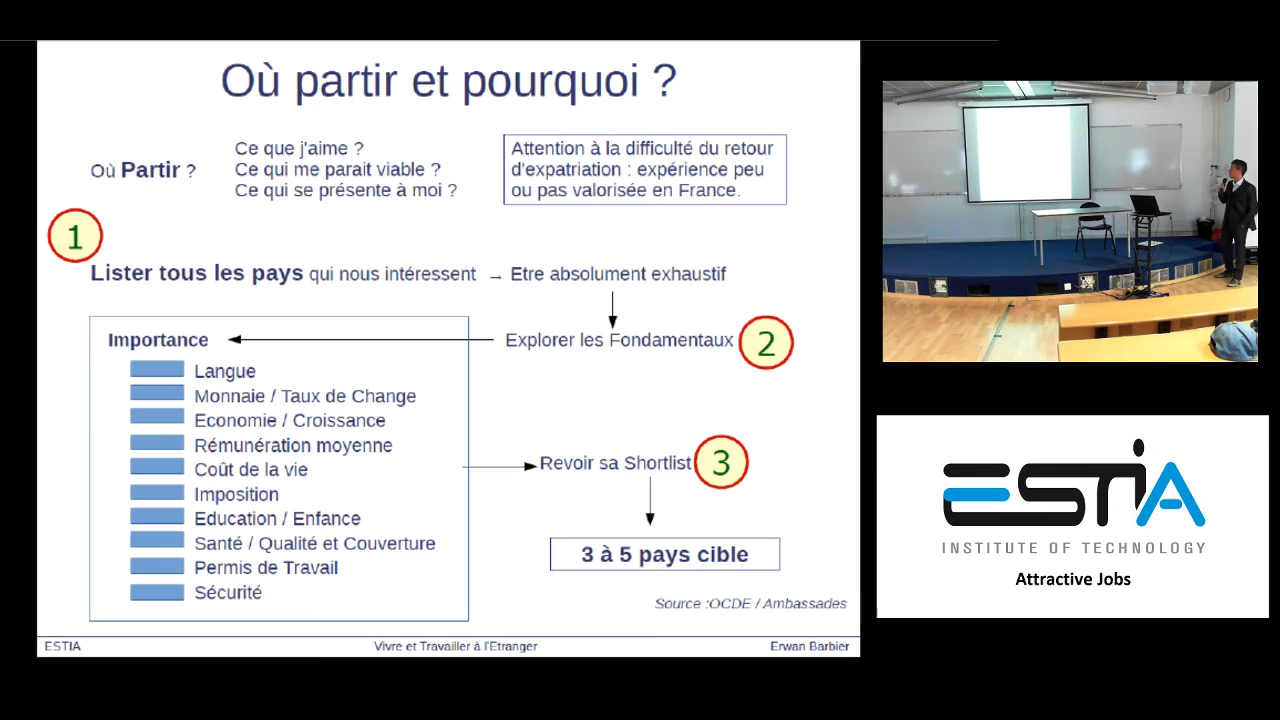 Où partir et pourquoi ?
Où Partir ?
Ce que j'aime ?
Ce qui me parait viable ?
Ce qui se présente à moi ?
Attention à la difficulté du retour
d'expatriation : expérience peu
ou pas valorisée en France.
1
Lister tous les pays qui nous intéressent → Etre absolument exhaustif
Importance
Explorer les Fondamentaux
2
Langue
Monnaie / Taux de Change
Economie / Croissance
Rémunération moyenne
Coût de la vie
Imposition
Education / Enfance
Santé / Qualité et Couverture
Permis de Travail
Sécurité
Revoir sa Shortlist
3
3 à 5 pays cible
Source :OCDE / Ambassades
ESTIA
Vivre et Travailler à l'Etranger
Erwan Barbier
ESTiA
INSTITUTE OF TECHNOLOGY
Attractive Jobs